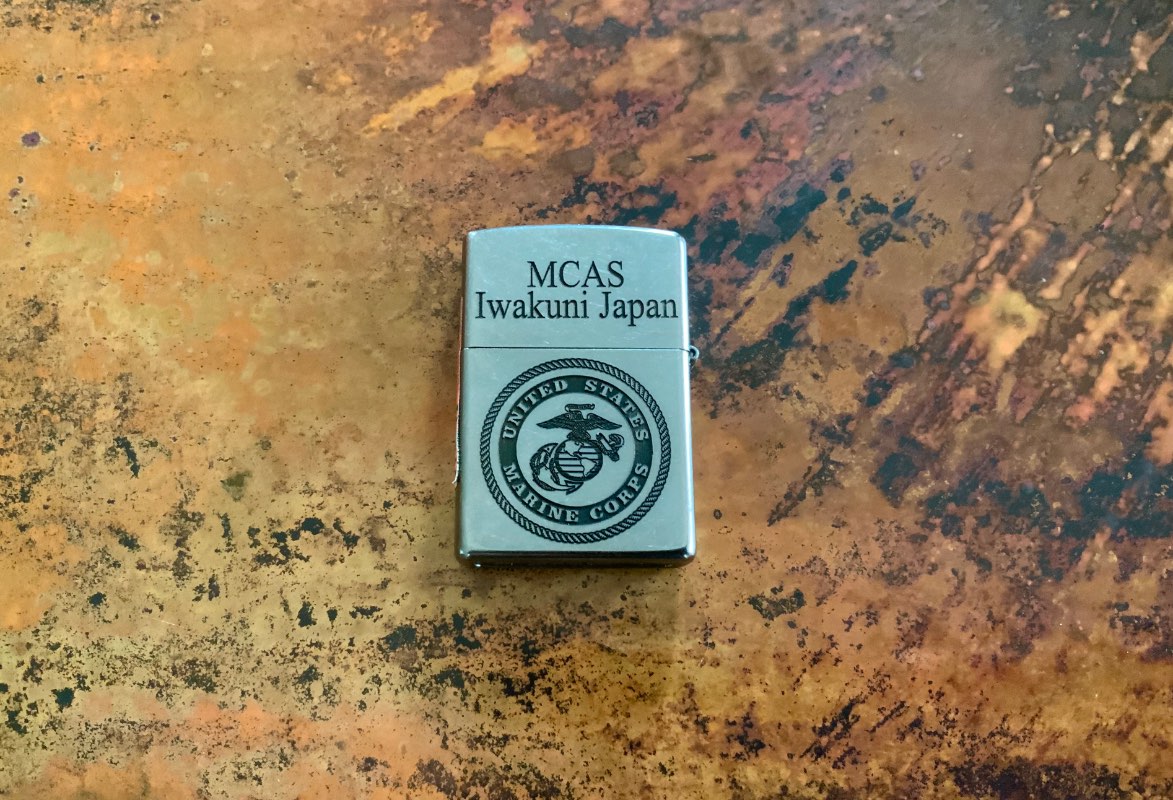 MCAS
Iwakuni Japan
UNITED STATES
MARINE CORPS